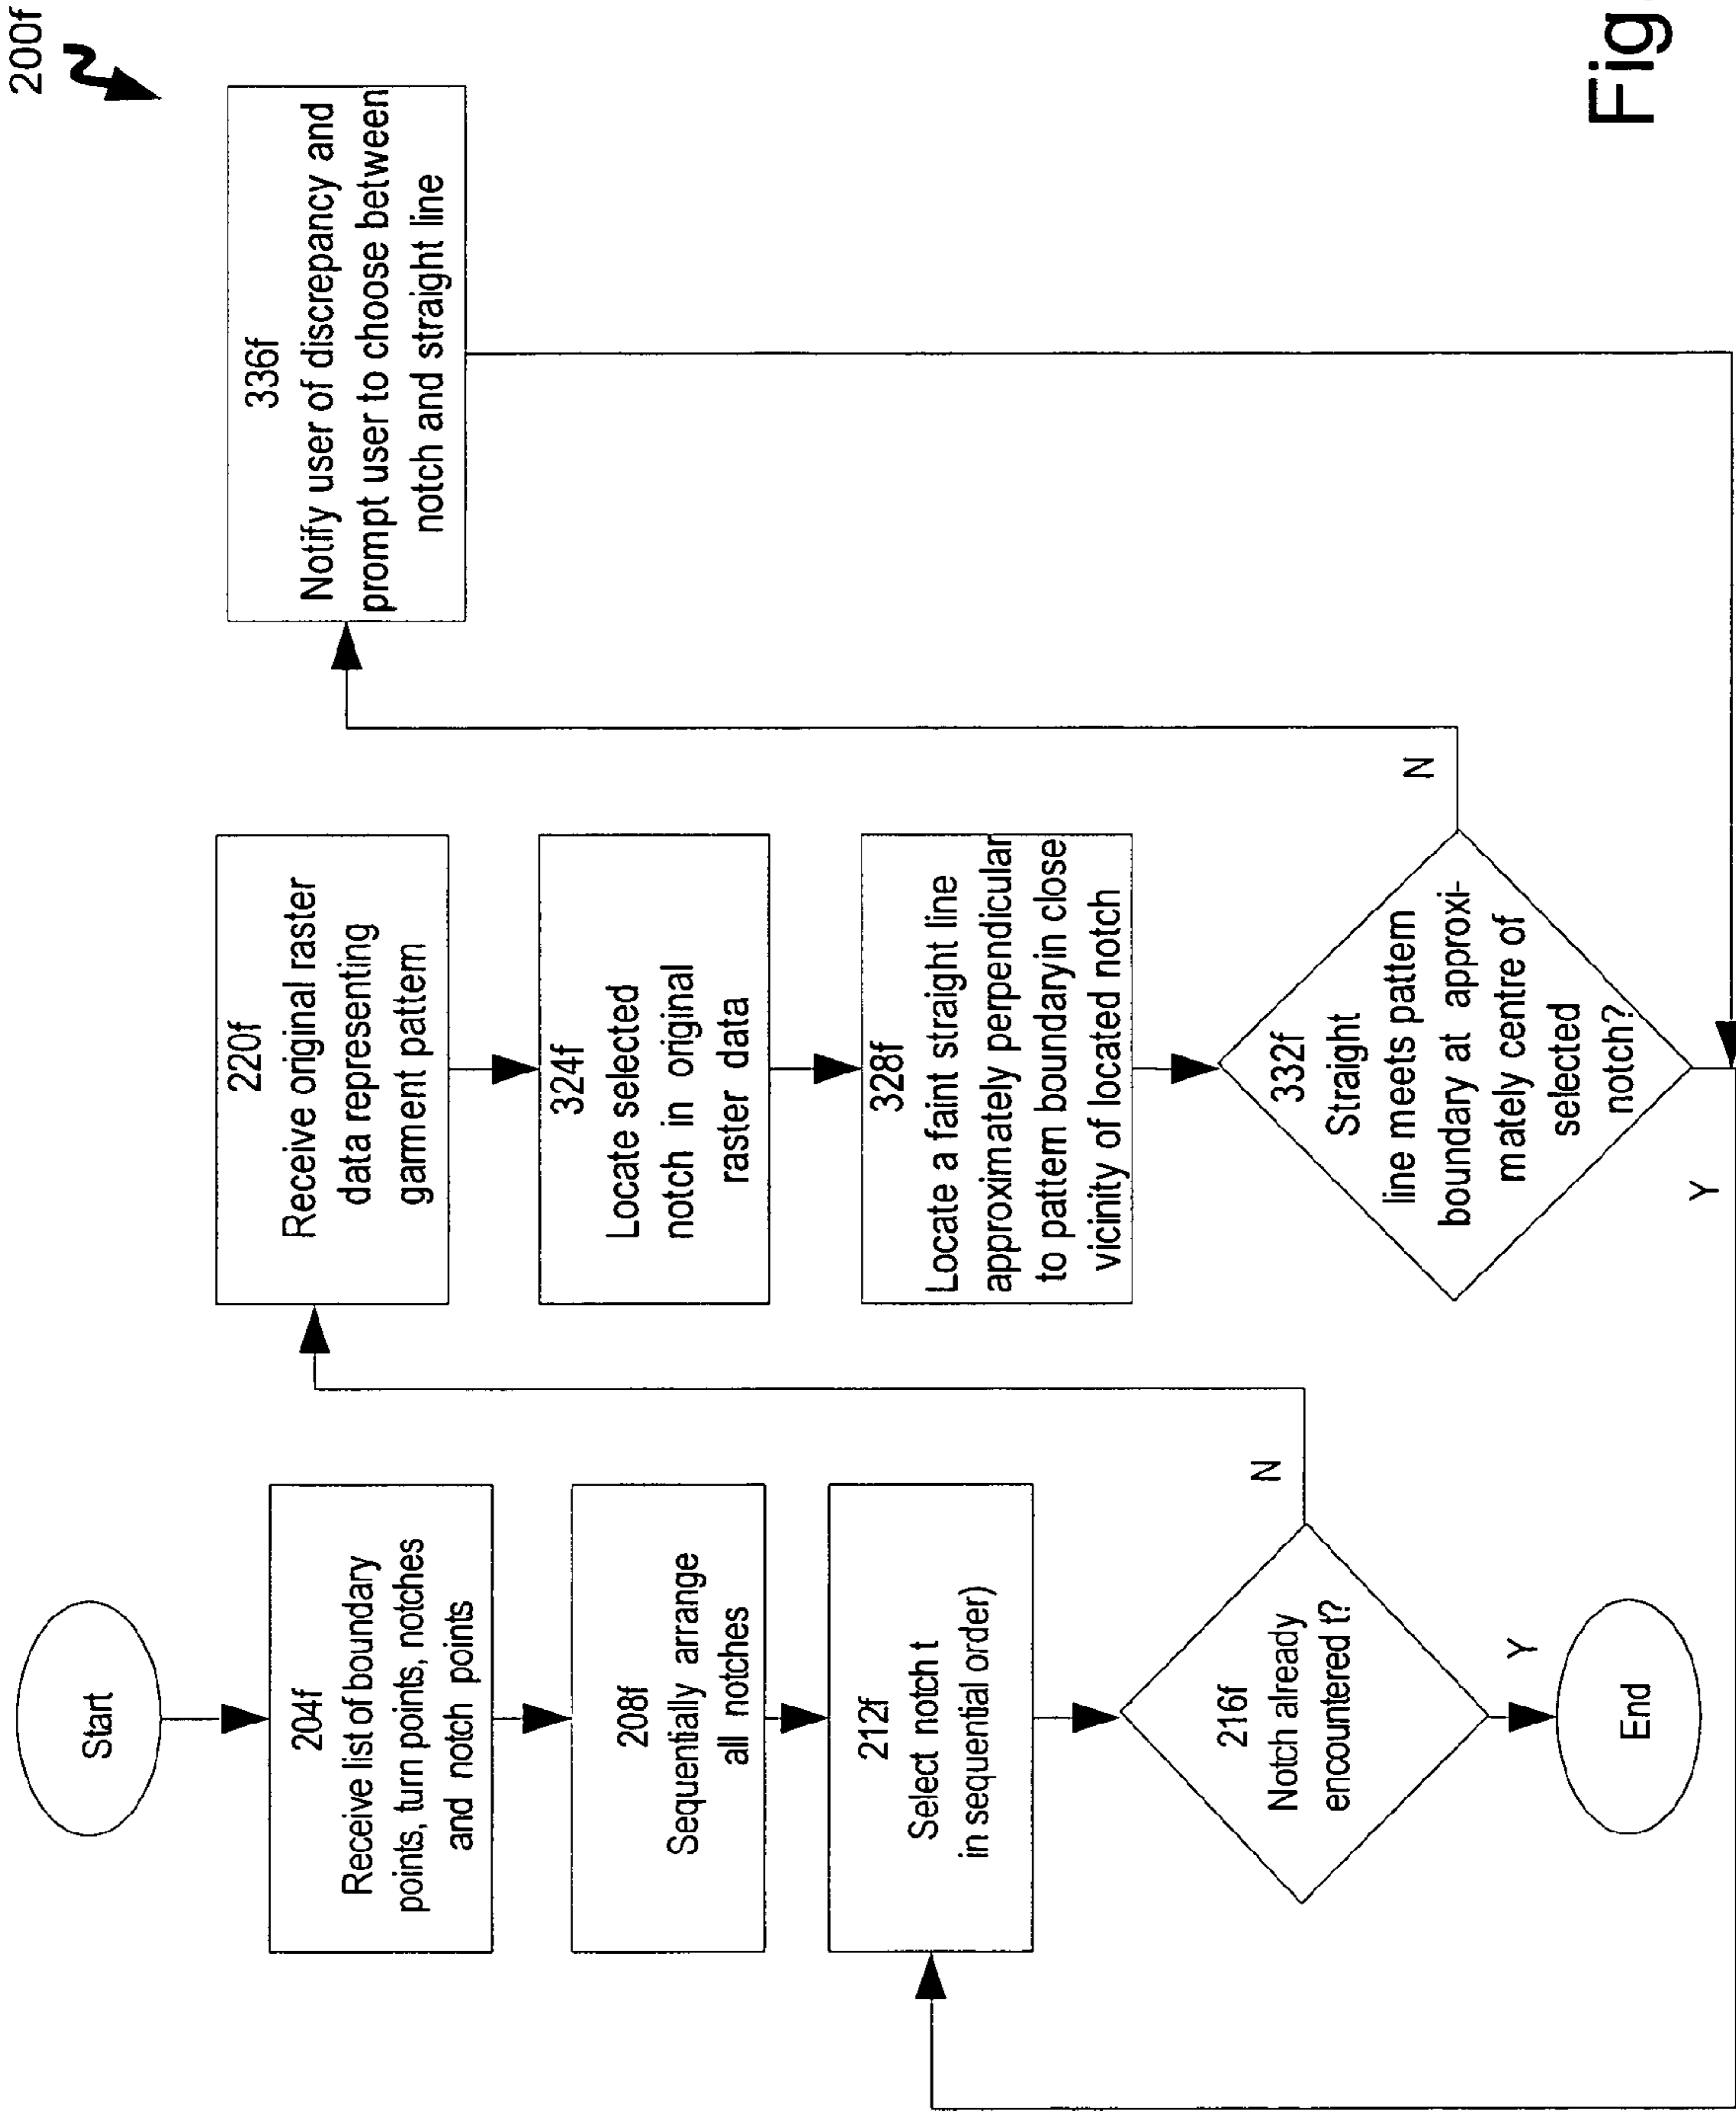 200f
Start
204f
Receive list of boundary
points, turn points, notches
and notch points
208f
Sequentially arrange
all notches
212f
Select notch t
in sequential order)
216f
Notch already
encountered t?
N
Y
End
220f
Receive original raster
data representing
garment pattern
324f
Locate selected
notch in original
raster data
328f
Locate a faint straight line
approximately perpendicular
to pattern boundaryin close
vicinity of located notch
332f
Straight
line meets pattern
boundary at approxi-
mately centre of
selected
notch?
N
Y
336f
Notify user of discrepancy and
prompt user to choose between
notch and straight line
Fig